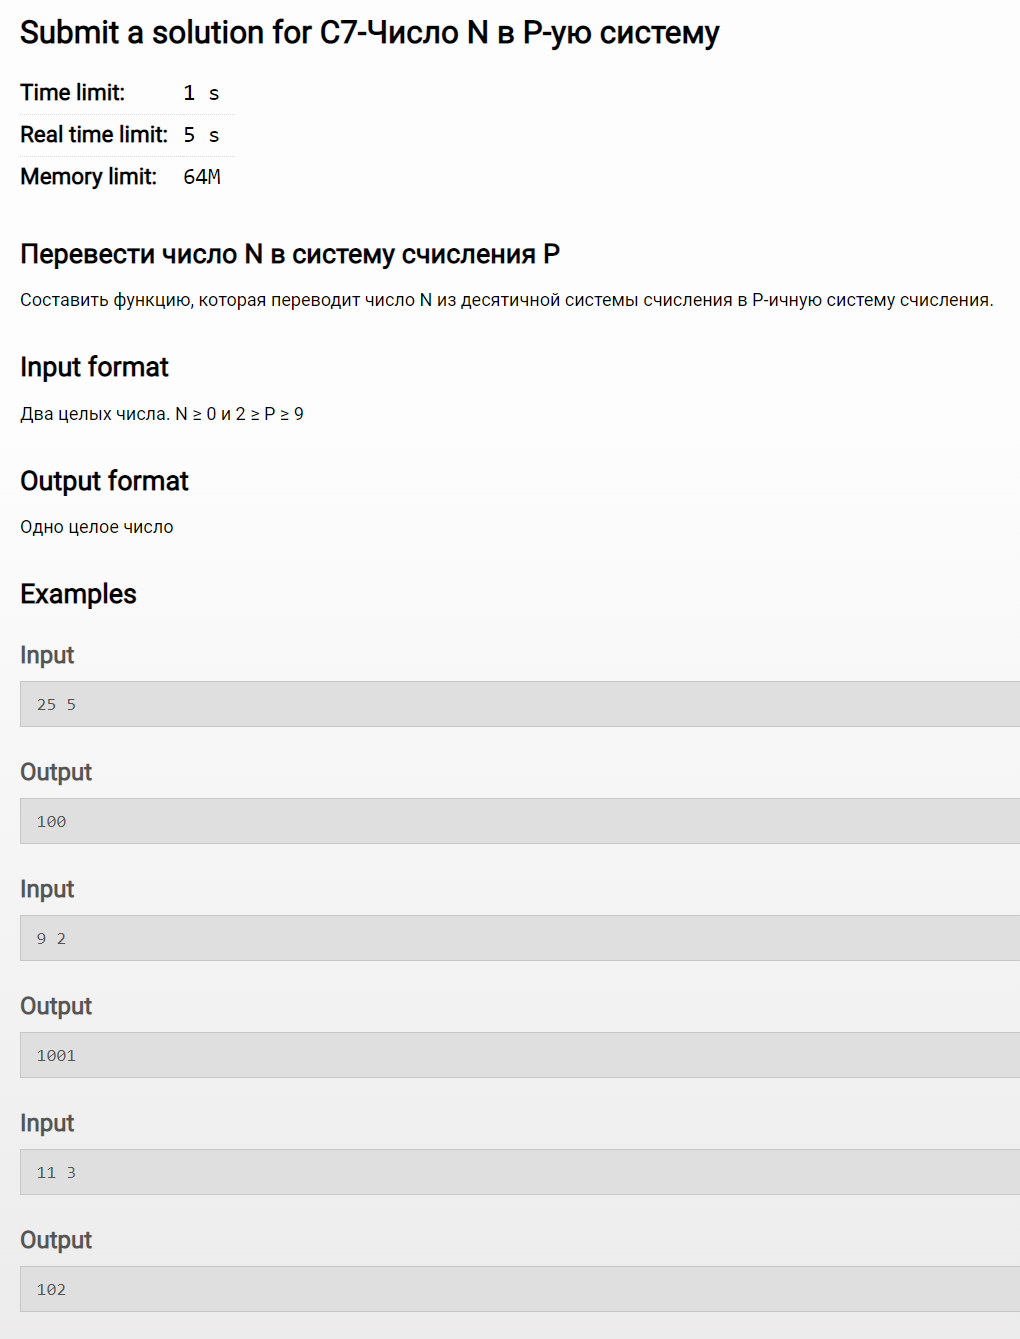 Submit a solution for C7-Число N в P-ую систему
Time limit: 1 s
Real time limit: 5 s
Memory limit: 64M
Перевести число N в систему счисления P
Составить функцию, которая переводит число N из десятичной системы счисления в P-ичную систему счисления.
Input format
Два целых числа. N ≥ 0 и 2 ≥ P ≥ 9
Output format
Одно целое число
Examples
Input
25 5
Output
100
Input
9 2
Output
1001
Input
11 3
Output
102